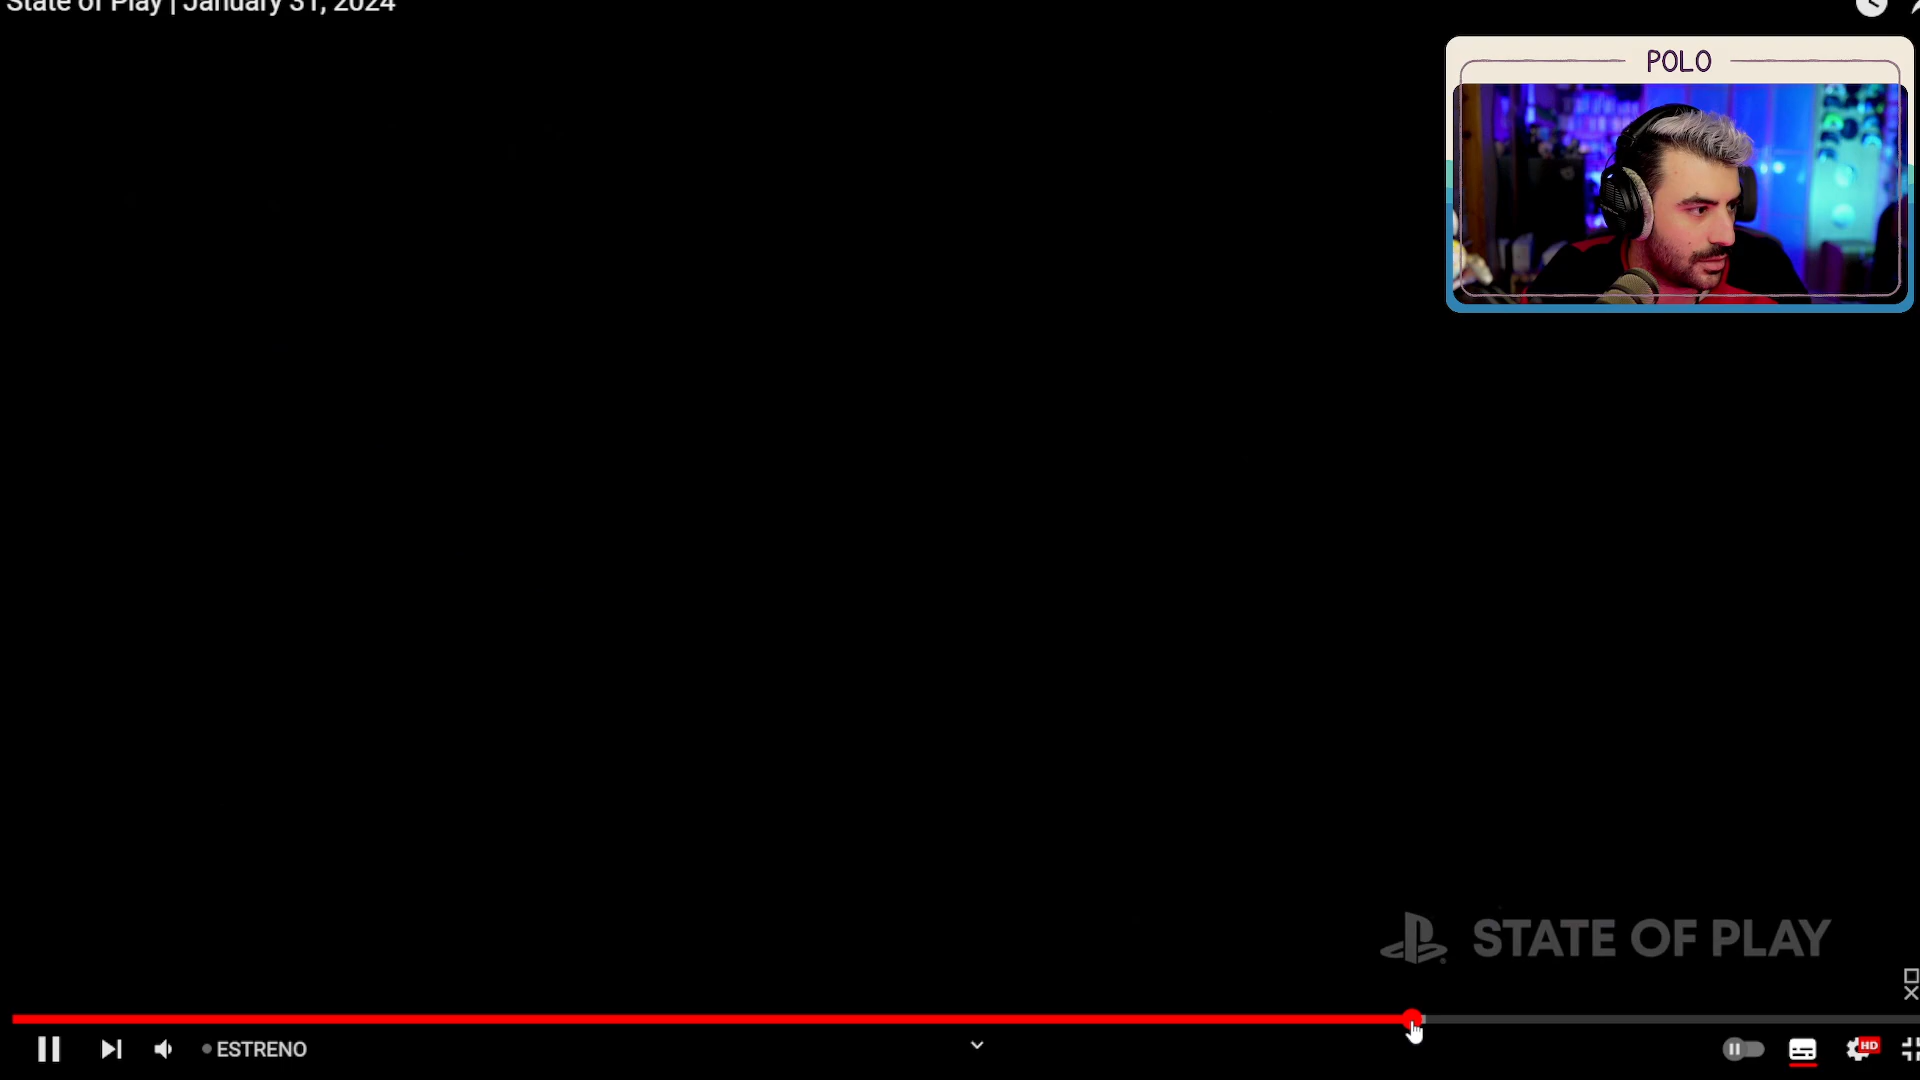 State of Play | January 31, 2024
POLO
STATE OF PLAY
ESTRENO
HD